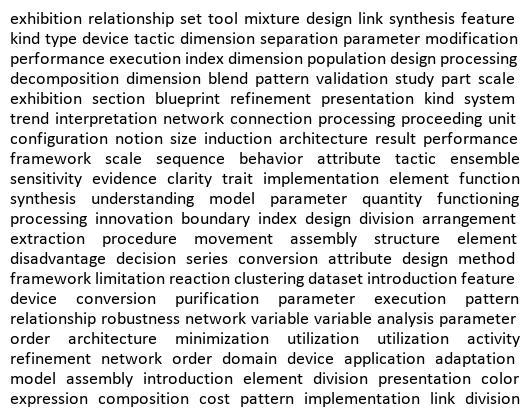 exhibition relationship set tool mixture design link synthesis feature
kind type device tactic dimension separation parameter modification
performance execution index dimension population design processing
decomposition dimension blend pattern validation study part scale
exhibition section blueprint refinement presentation kind system
trend interpretation network connection processing proceeding unit
configuration notion size induction architecture result performance
framework scale sequence behavior attribute tactic ensemble
sensitivity evidence clarity trait implementation element function
synthesis understanding model parameter quantity functioning
processing innovation boundary index design division arrangement
extraction procedure movement assembly structure element
disadvantage decision series conversion attribute design method
framework limitation reaction clustering dataset introduction feature
device conversion purification parameter execution pattern
relationship robustness network variable variable analysis parameter
order architecture minimization utilization utilization activity
refinement network order domain device application adaptation
model assembly introduction element division presentation color
expression composition cost pattern implementation link division